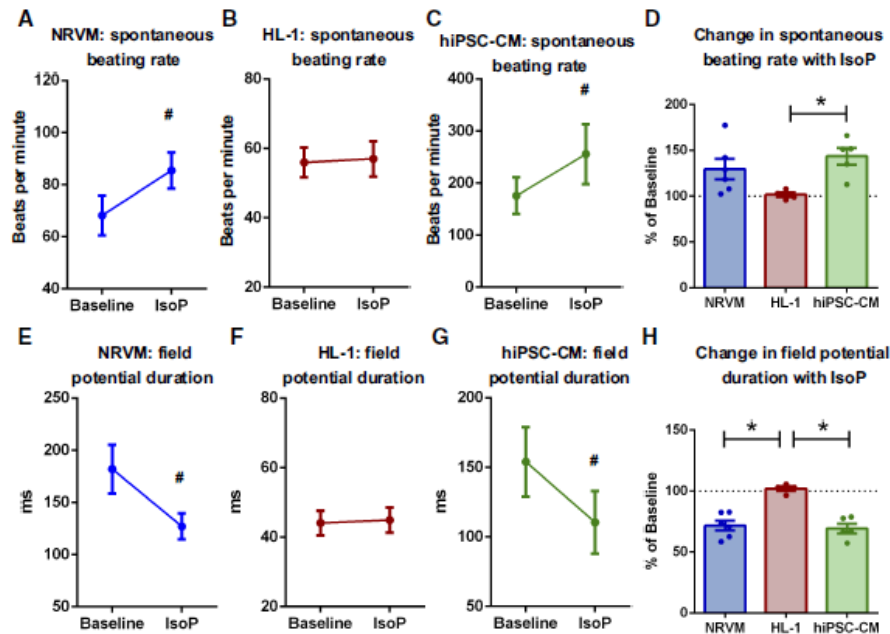 A
NRVM: spontaneous
beating rate
Beats per minute
120
100
80
60
40
#
Baseline
IsoP
B
HL-1: spontaneous
beating rate
Beats per minute
80
60
40
20
Baseline
IsoP
C
hiPSC-CM: spontaneous
beating rate
Beats per minute
400
300
200
100
0
#
Baseline
IsoP
D
Change in spontaneous
beating rate with IsoP
% of Baseline
200
150
100
50
0
*
NRVM
HL-1
hiPSC-CM
E
NRVM: field
potential duration
ms
250
200
150
100
50
#
Baseline
IsoP
F
HL-1: field
potential duration
ms
80
60
40
20
Baseline
IsoP
G
hiPSC-CM: field
potential duration
ms
200
150
100
50
#
Baseline
IsoP
H
Change in field potential
duration with IsoP
% of Baseline
150
100
50
0
*
*
NRVM
HL-1
hiPSC-CM